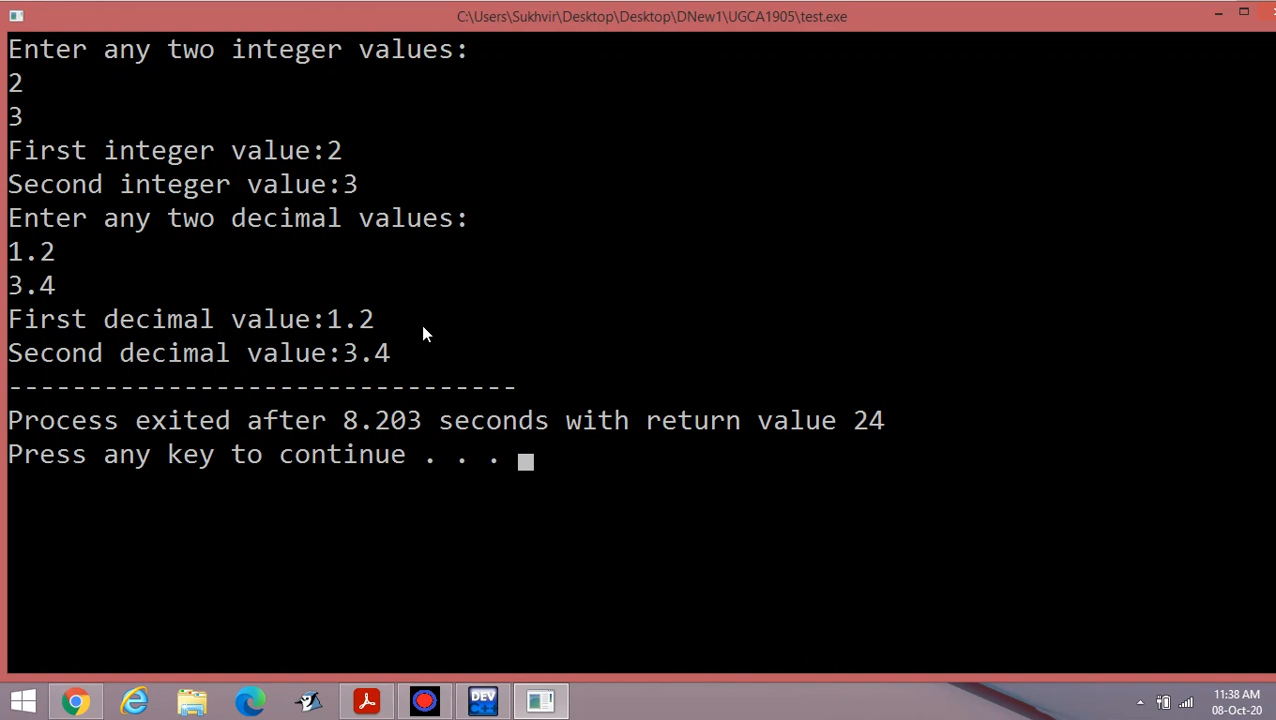 C:\Users\Sukhvir\Desktop\Desktop\DNew1\UGCA1905\test.exe
Enter any two integer values:
2
3
First integer value:2
Second integer value:3
Enter any two decimal values:
1.2
3.4
First decimal value:1.2
Second decimal value:3.4
--------------------------------
Process exited after 8.203 seconds with return value 24
Press any key to continue . . .
DEV
11:38 AM
08-Oct-20